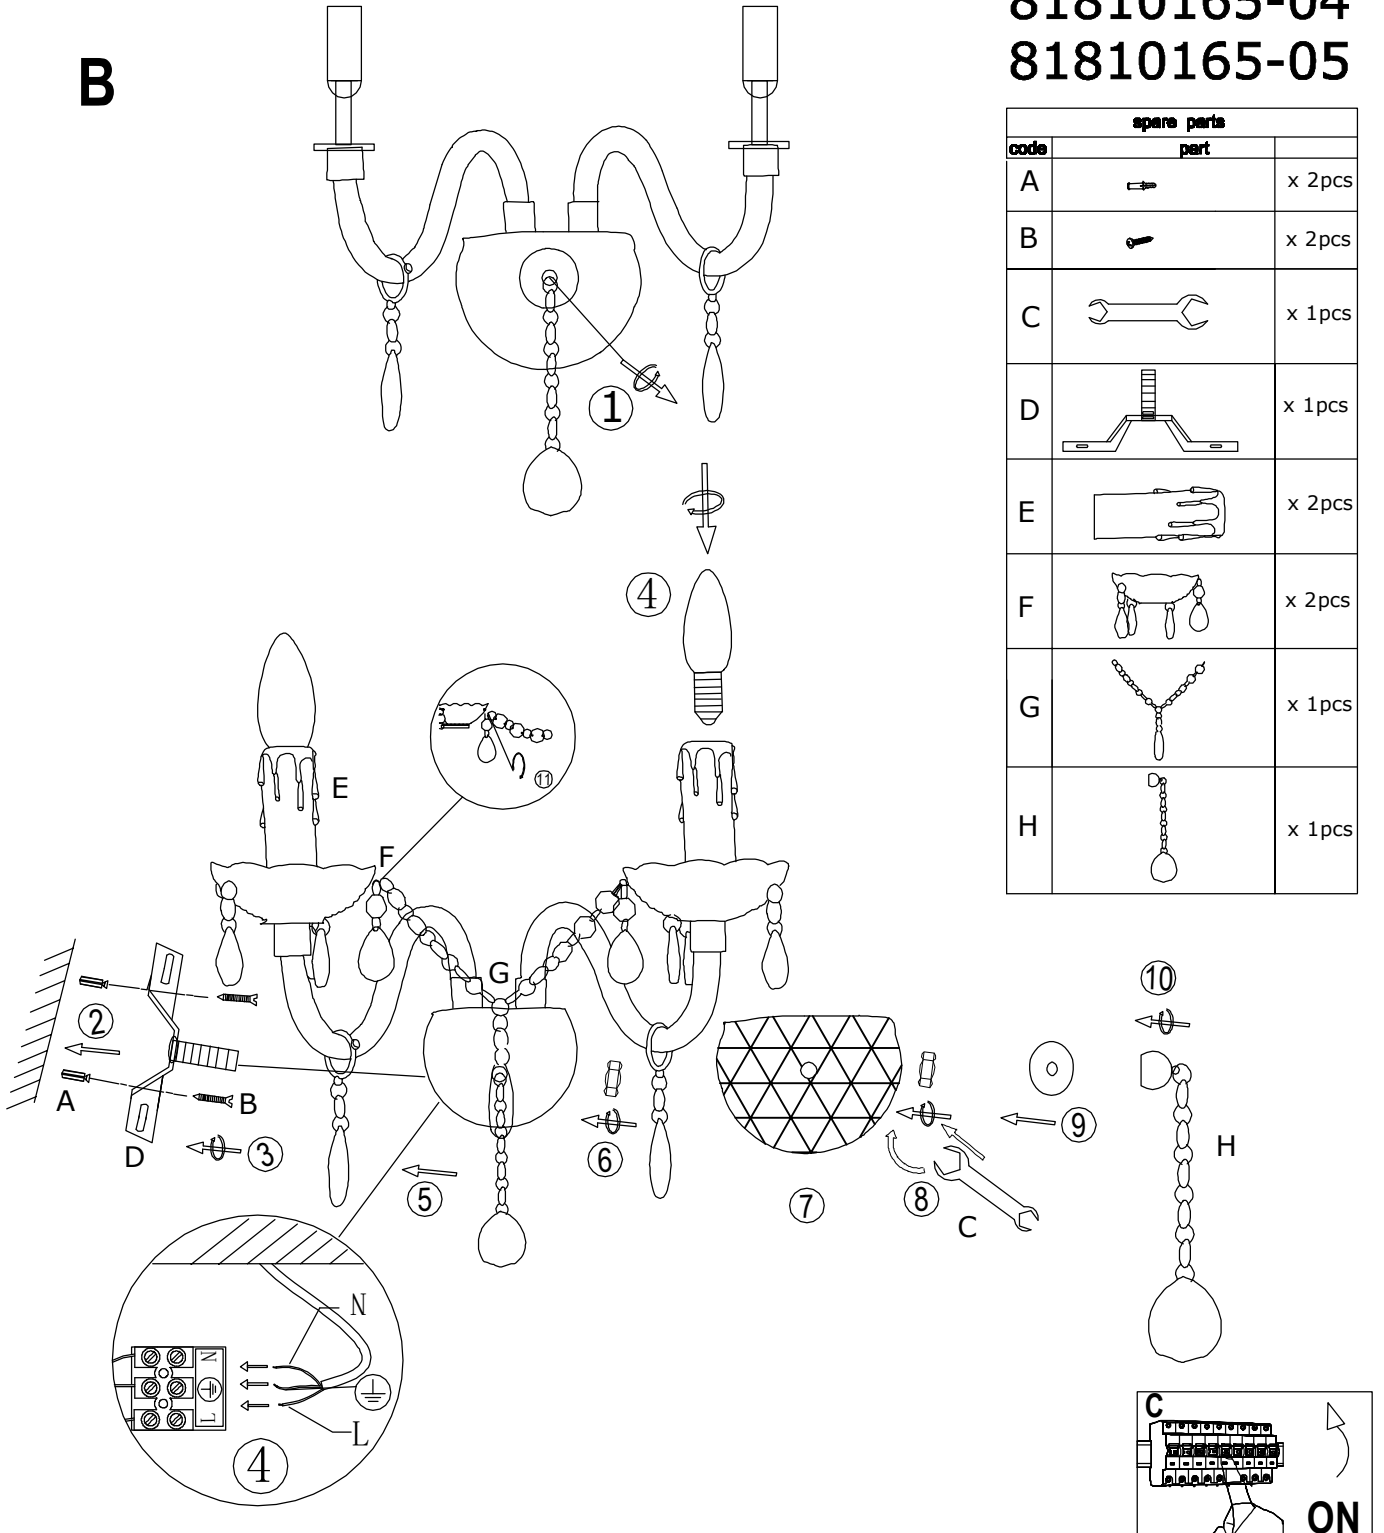 81810165-04
81810165-05
B
spare parts
code part
A x 2pcs
B x 2pcs
C x 1pcs
D x 1pcs
E x 2pcs
F x 2pcs
G x 1pcs
H x 1pcs
1
4
11
E
F
G
2
A
B
D
3
5
6
7
8
C
9
10
H
N
N
L
L
4
C
ON